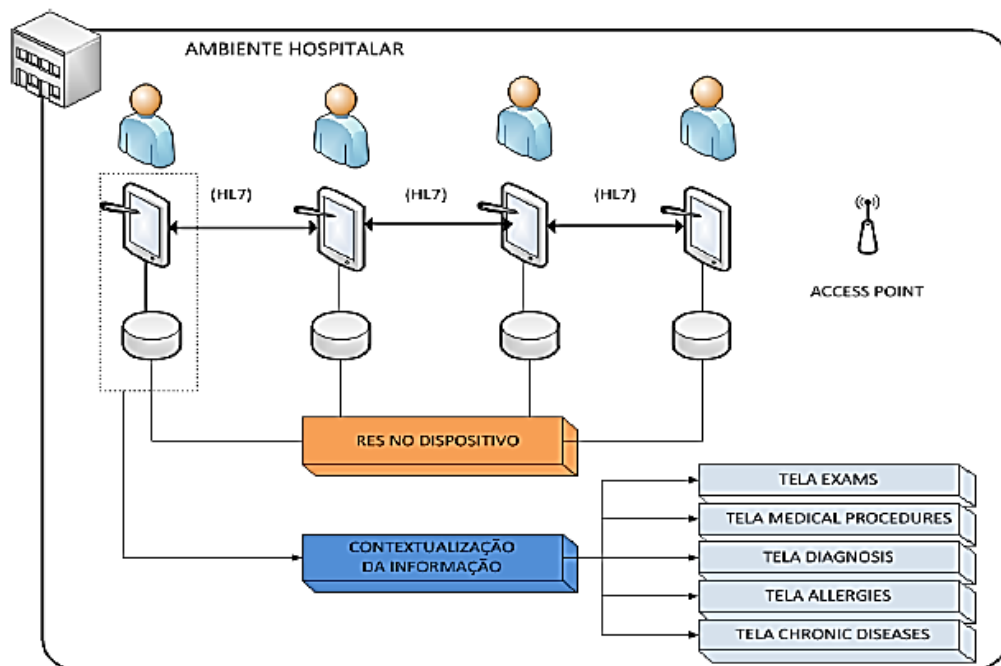 AMBIENTE HOSPITALAR
(HL7)
(HL7)
(HL7)
ACCESS POINT
RES NO DISPOSITIVO
CONTEXTUALIZAÇÃO
DA INFORMAÇÃO
TELA EXAMS
TELA MEDICAL PROCEDURES
TELA DIAGNOSIS
TELA ALLERGIES
TELA CHRONIC DISEASES